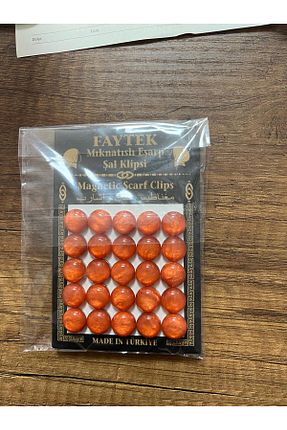 FAYTEK
Mıknatıslı Eşarp
Şal Klipsi
Magnetic Scarf Clips
MADE IN TÜRKİYE